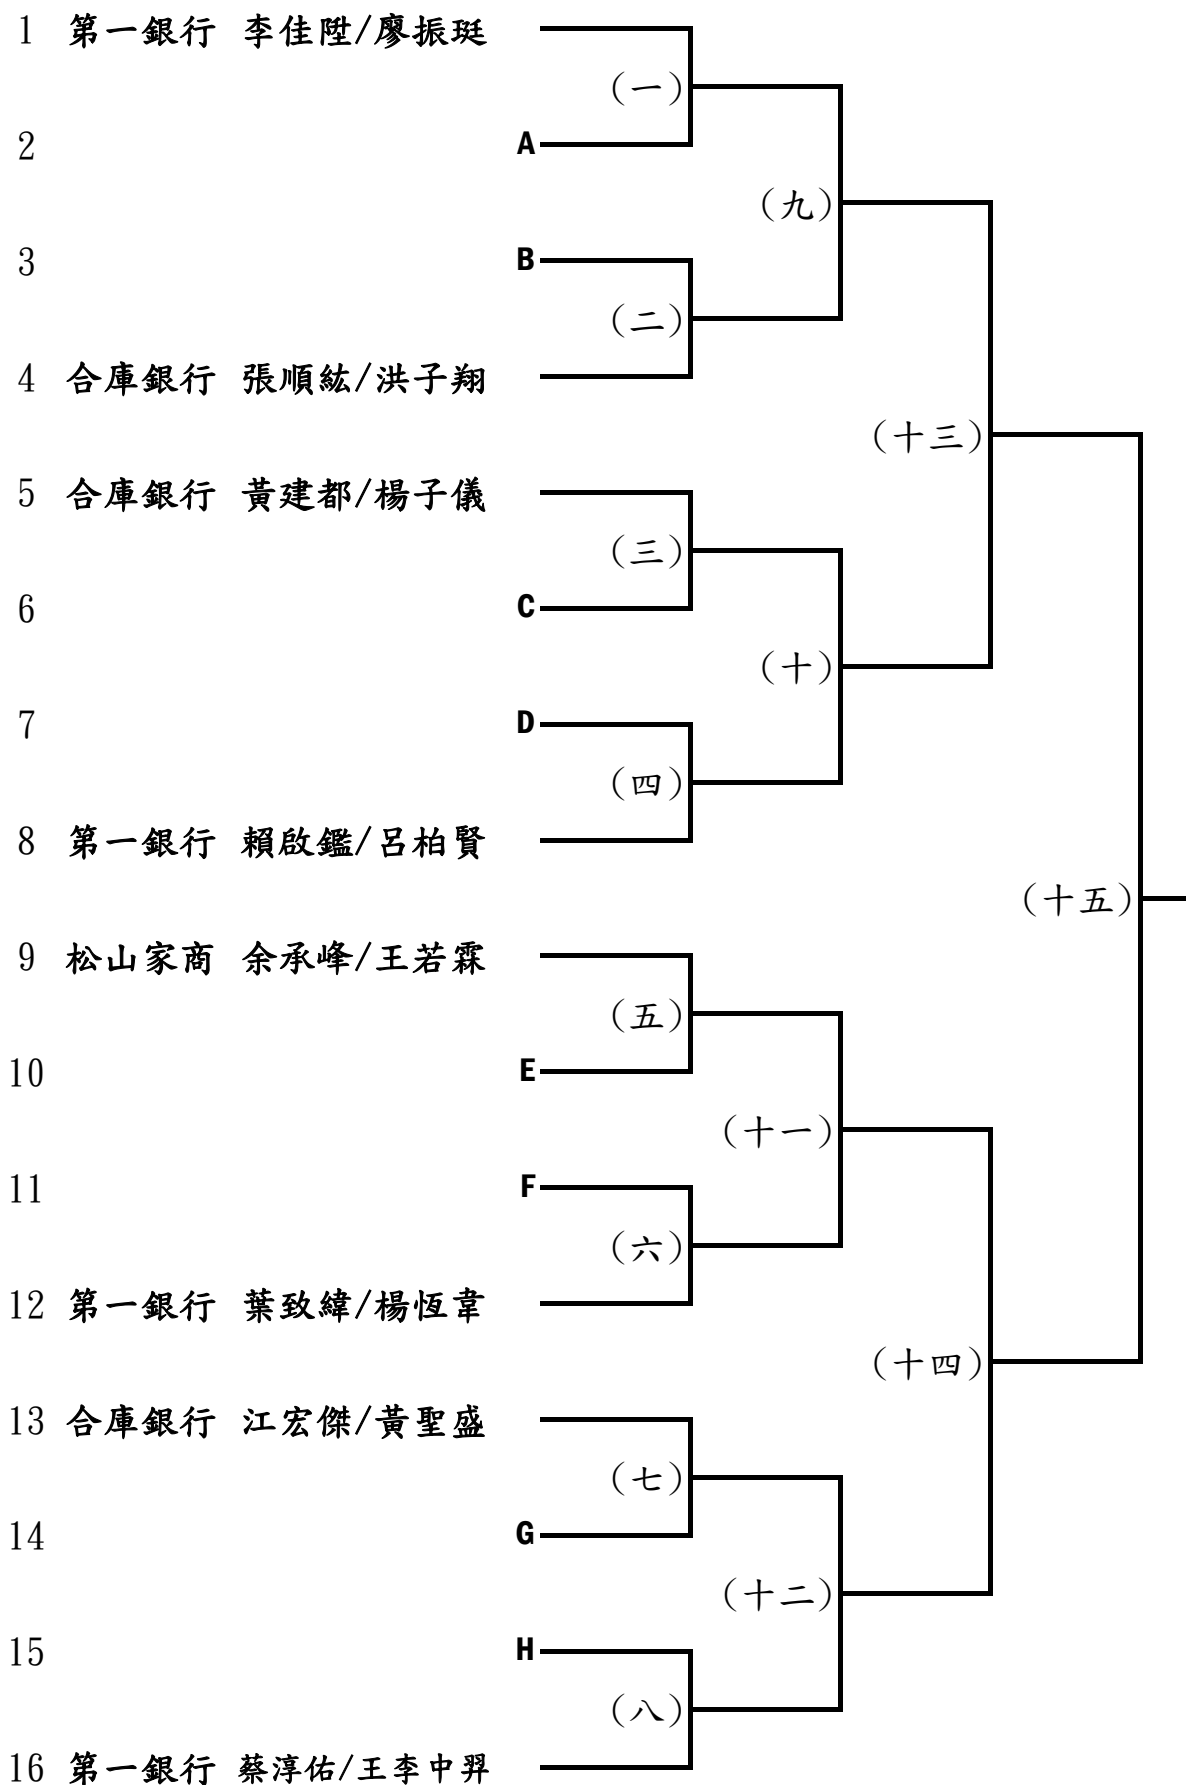 1 第一銀行 李佳陞/廖振珽
(一)
2 A
(九)
3 B
(二)
4 合庫銀行 張順紘/洪子翔
(十三)
5 合庫銀行 黃建都/楊子儀
(三)
6 C
(十)
7 D
(四)
8 第一銀行 賴啟鑑/呂柏賢
(十五)
9 松山家商 余承峰/王若霖
(五)
10 E
(十一)
11 F
(六)
12 第一銀行 葉致緯/楊恆韋
(十四)
13 合庫銀行 江宏傑/黃聖盛
(七)
14 G
(十二)
15 H
(八)
16 第一銀行 蔡淳佑/王李中羿